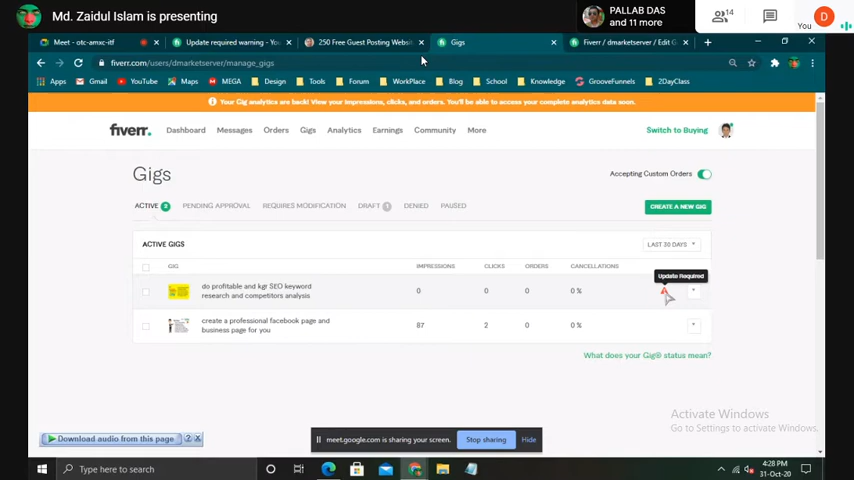 Md. Zaidul Islam is presenting
PALLAB DAS
and 11 more
14
D
You
Meet - otc-amxc-itf
Update required warning - You
250 Free Guest Posting Websit
Gigs
Fiverr / dmarketserver / Edit G
fiverr.com/users/dmarketserver/manage_gigs
Apps
Gmail
YouTube
Maps
MEGA
Design
Tools
Forum
WorkPlace
Blog
School
Knowledge
GrooveFunnels
2DayClass
Your Gig analytics are back! View your impressions, clicks, and orders. You'll be able to access your complete analytics data soon.
fiverr.
Dashboard
Messages
Orders
Gigs
Analytics
Earnings
Community
More
Switch to Buying
Gigs
Accepting Custom Orders
ACTIVE 2
PENDING APPROVAL
REQUIRES MODIFICATION
DRAFT 1
DENIED
PAUSED
CREATE A NEW GIG
ACTIVE GIGS
LAST 30 DAYS
GIG
IMPRESSIONS
CLICKS
ORDERS
CANCELLATIONS
Update Required
do profitable and kgr SEO keyword
research and competitors analysis
0
0
0
0 %
create a professional facebook page and
business page for you
87
2
0
0 %
What does your Gig® status mean?
Activate Windows
Go to Settings to activate Windows.
Download audio from this page
? X
meet.google.com is sharing your screen.
Stop sharing
Hide
Type here to search
4:28 PM
31-Oct-20